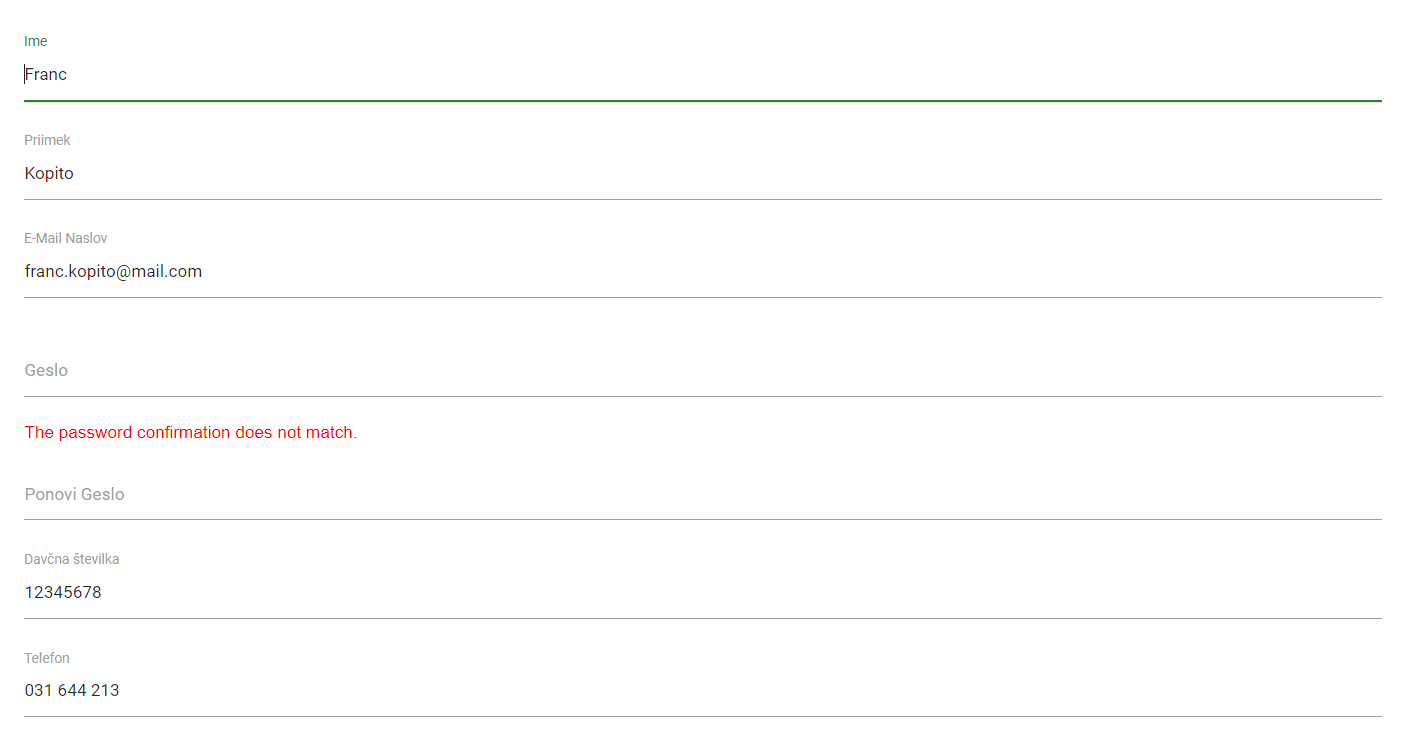 Ime
Franc
Priimek
Kopito
E-Mail Naslov
franc.kopito@mail.com
Geslo
The password confirmation does not match.
Ponovi Geslo
Davčna številka
12345678
Telefon
031 644 213